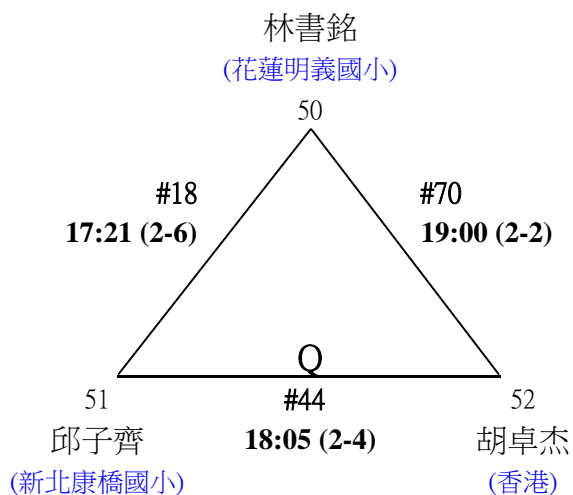 林書銘
(花蓮明義國小)
50
#18
17:21 (2-6)
#70
19:00 (2-2)
Q
51
#44
52
邱子齊
18:05 (2-4)
胡卓杰
(新北康橋國小)
(香港)